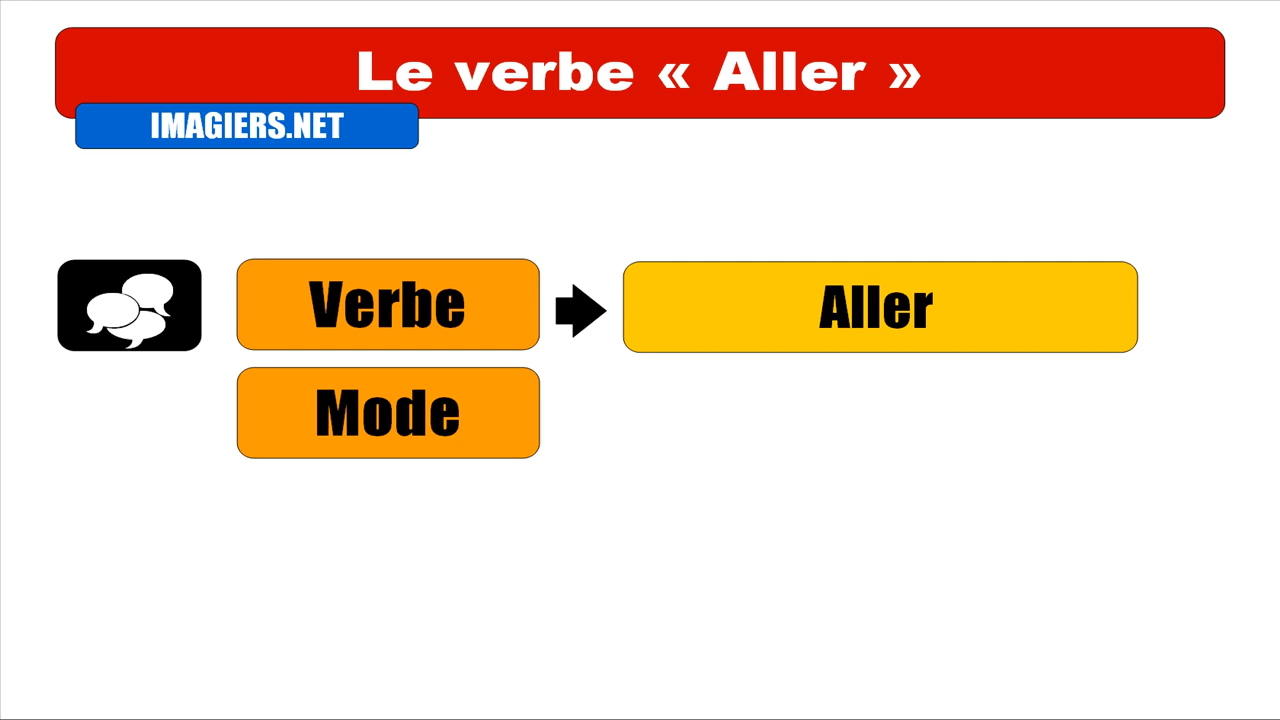 Le verbe « Aller »
IMAGIERS.NET
Verbe
Aller
Mode